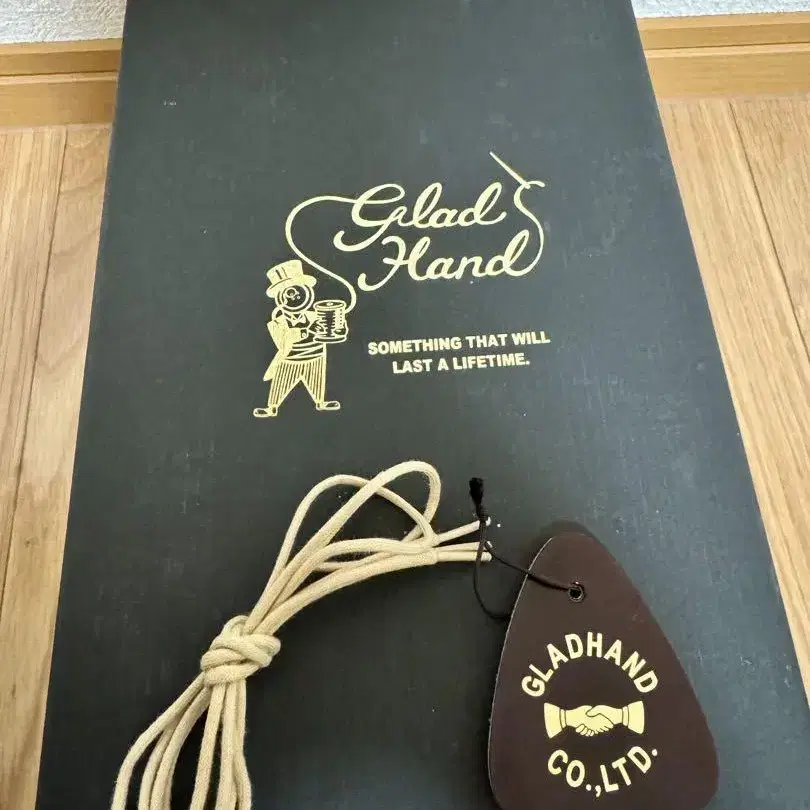 Glad
Hand
SOMETHING THAT WILL
LAST A LIFETIME.
GLADHAND
CO.,LTD.